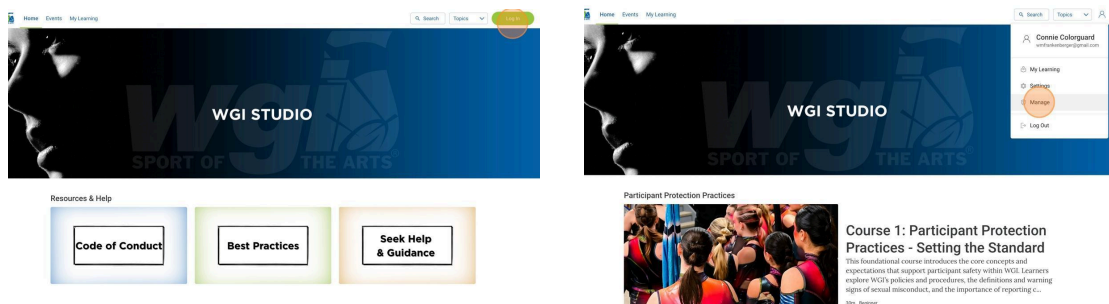 Home Events My Learning
Search Topics Log In
wgi
WGI STUDIO
SPORT OF THE ARTS
Resources & Help
Code of Conduct
Best Practices
Seek Help
& Guidance
Home Events My Learning
Search Topics
Connie Colorguard
My Learning
Settings
Manage
Log Out
wgi
WGI STUDIO
SPORT OF THE ARTS
Participant Protection Practices
Course 1: Participant Protection
Practices - Setting the Standard
This foundational course introduces the core concepts and
expectations that support participant safety within WGI. Learners
explore WGI's policies and procedures, the definitions and warning
signs of sexual misconduct, and the importance of reporting c...
Beginner